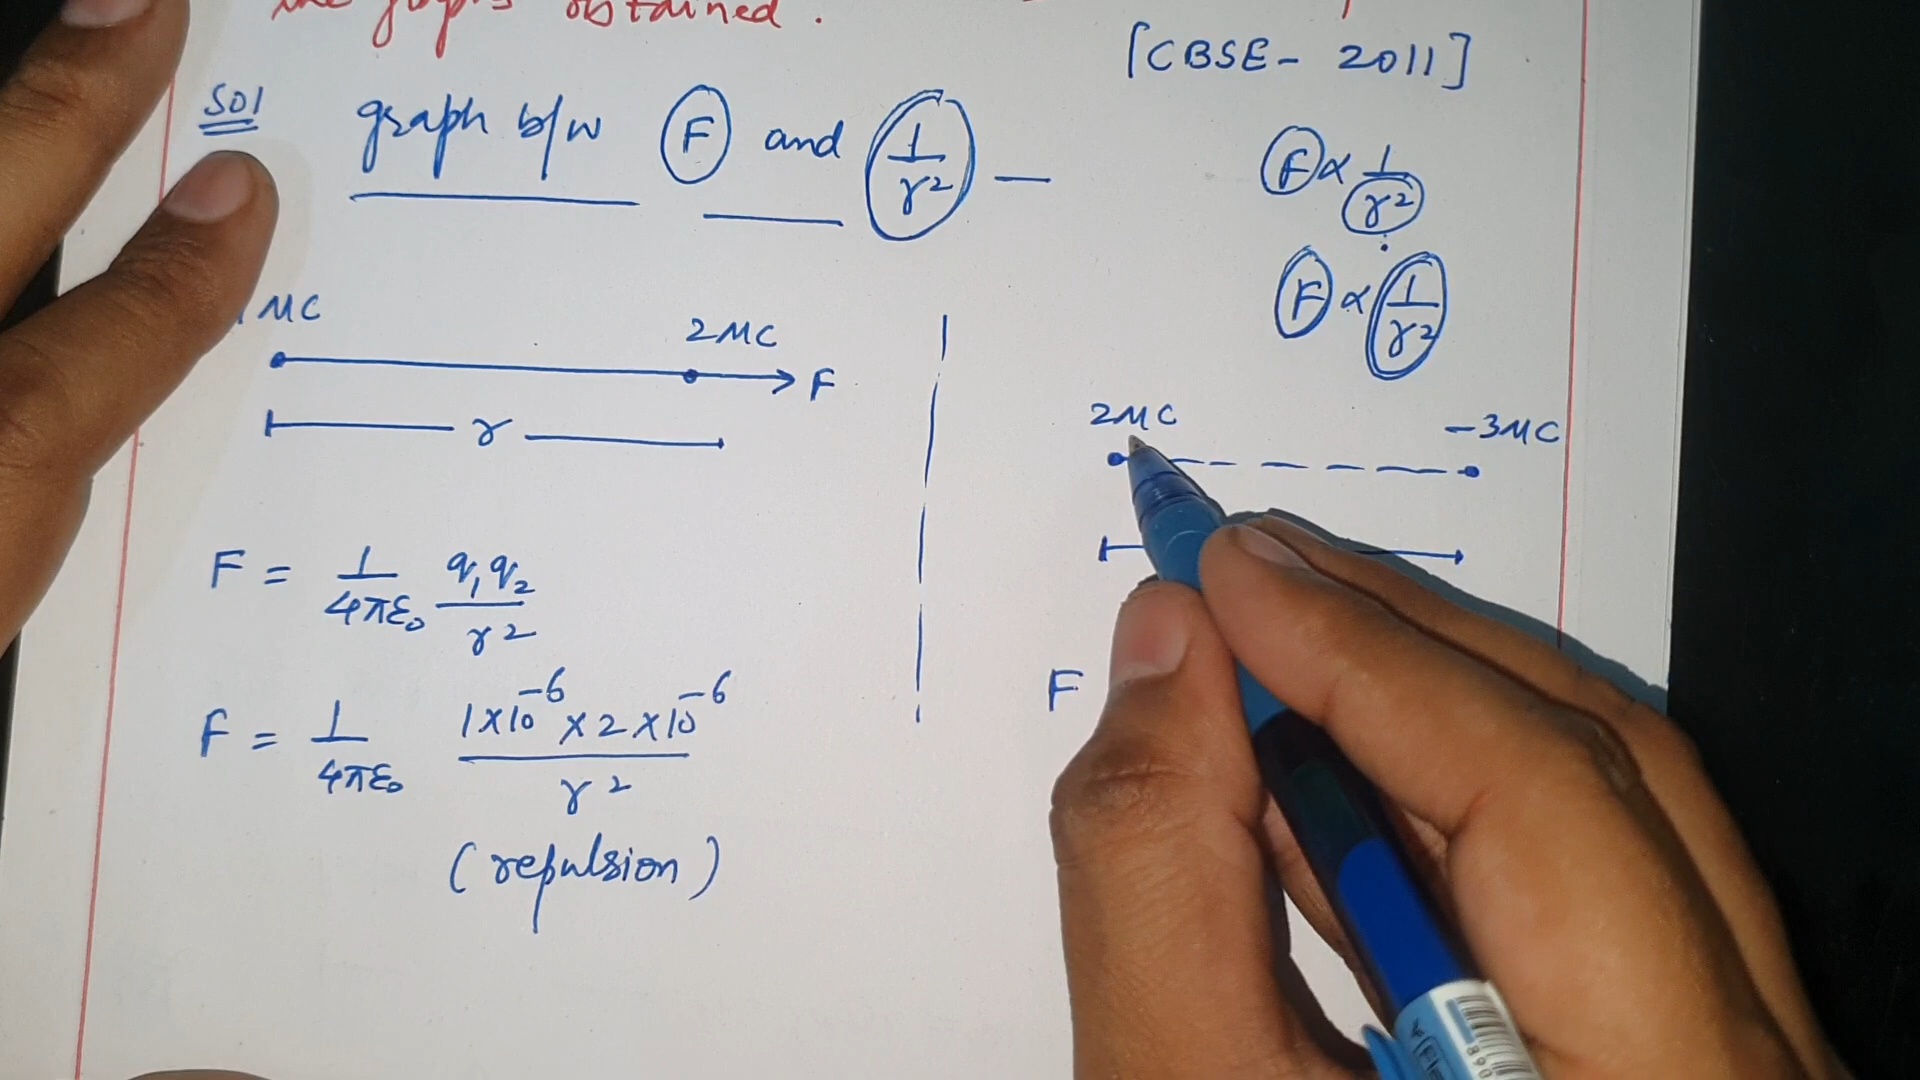 obtained.
[CBSE- 2011]
Sol graph b/w F and 1/r²
F ∝ 1/r²
F ∝ 1/r²
MC
2MC
F
r
2MC
-3MC
F = 1/4πε₀ q₁q₂/r²
F
F = 1/4πε₀ 1×10⁻⁶ × 2×10⁻⁶/r²
(repulsion)